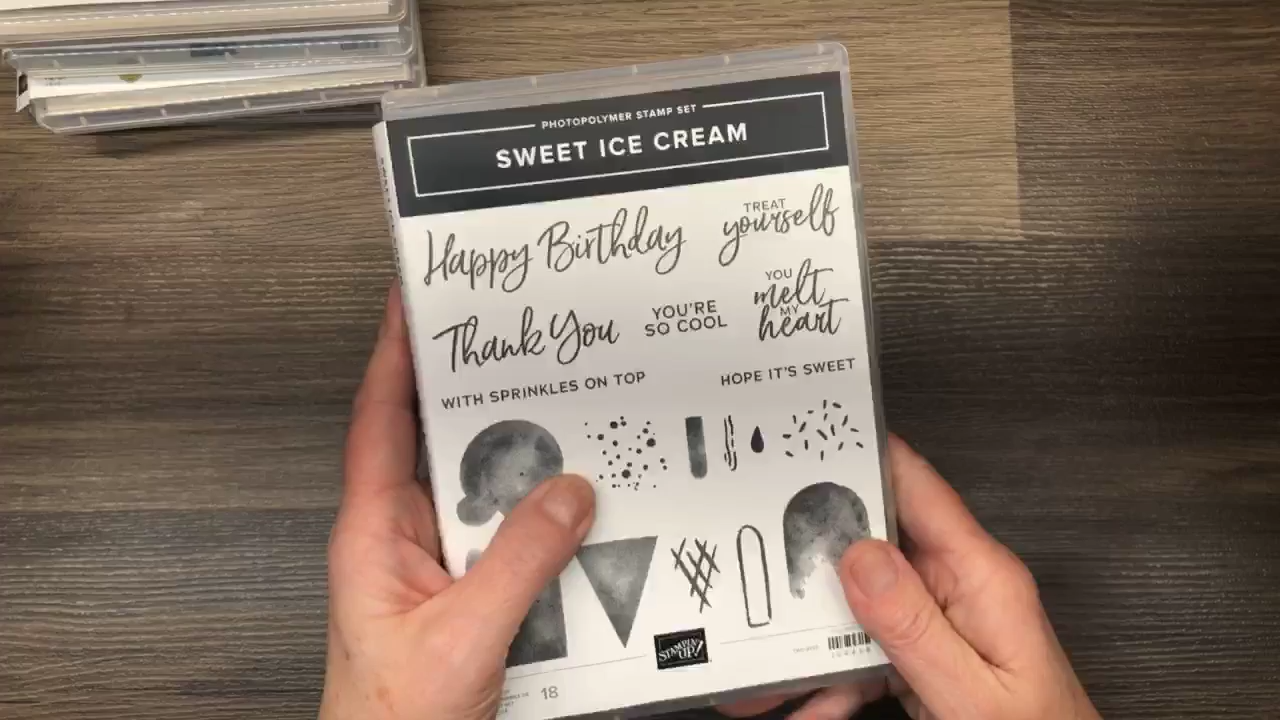 PHOTOPOLYMER STAMP SET
SWEET ICE CREAM
Happy Birthday
TREAT
yourself
Thank You
YOU'RE
SO COOL
YOU
melt
MY
heart
WITH SPRINKLES ON TOP
HOPE IT'S SWEET
STAMPIN' UP!
18